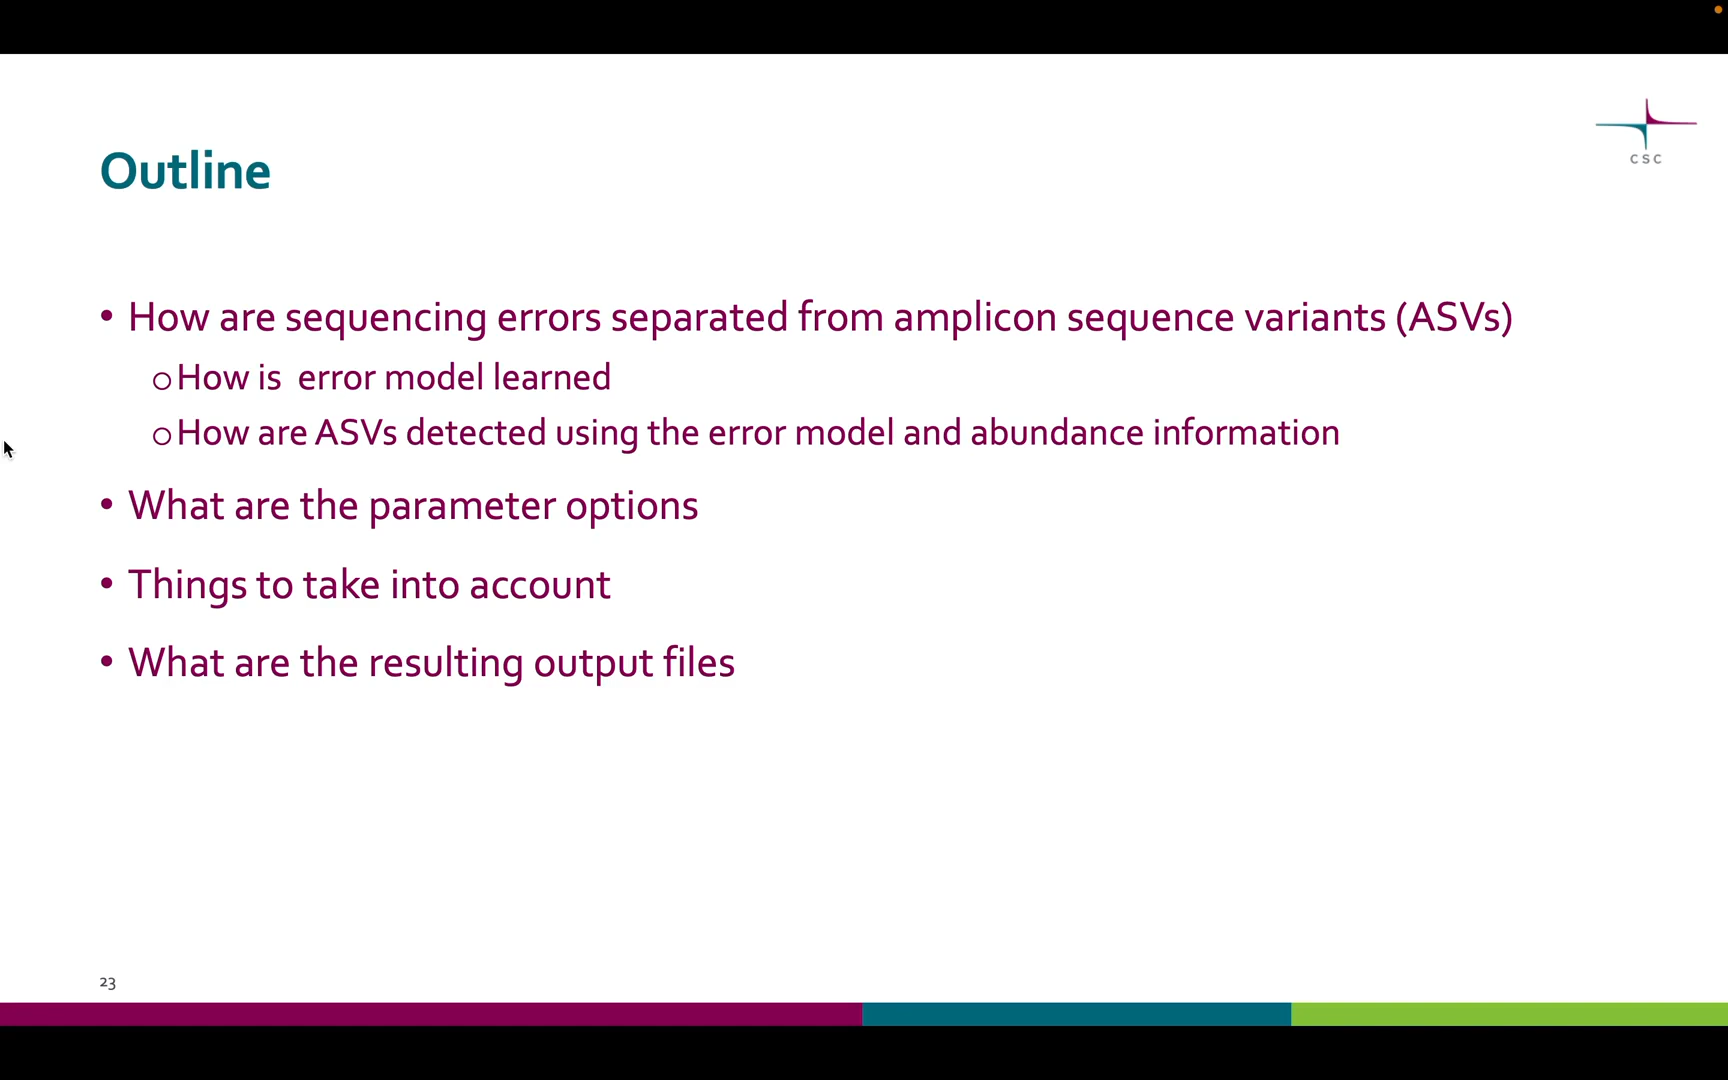 CSC
Outline
• How are sequencing errors separated from amplicon sequence variants (ASVs)
o How is  error model learned
o How are ASVs detected using the error model and abundance information
• What are the parameter options
• Things to take into account
• What are the resulting output files
23